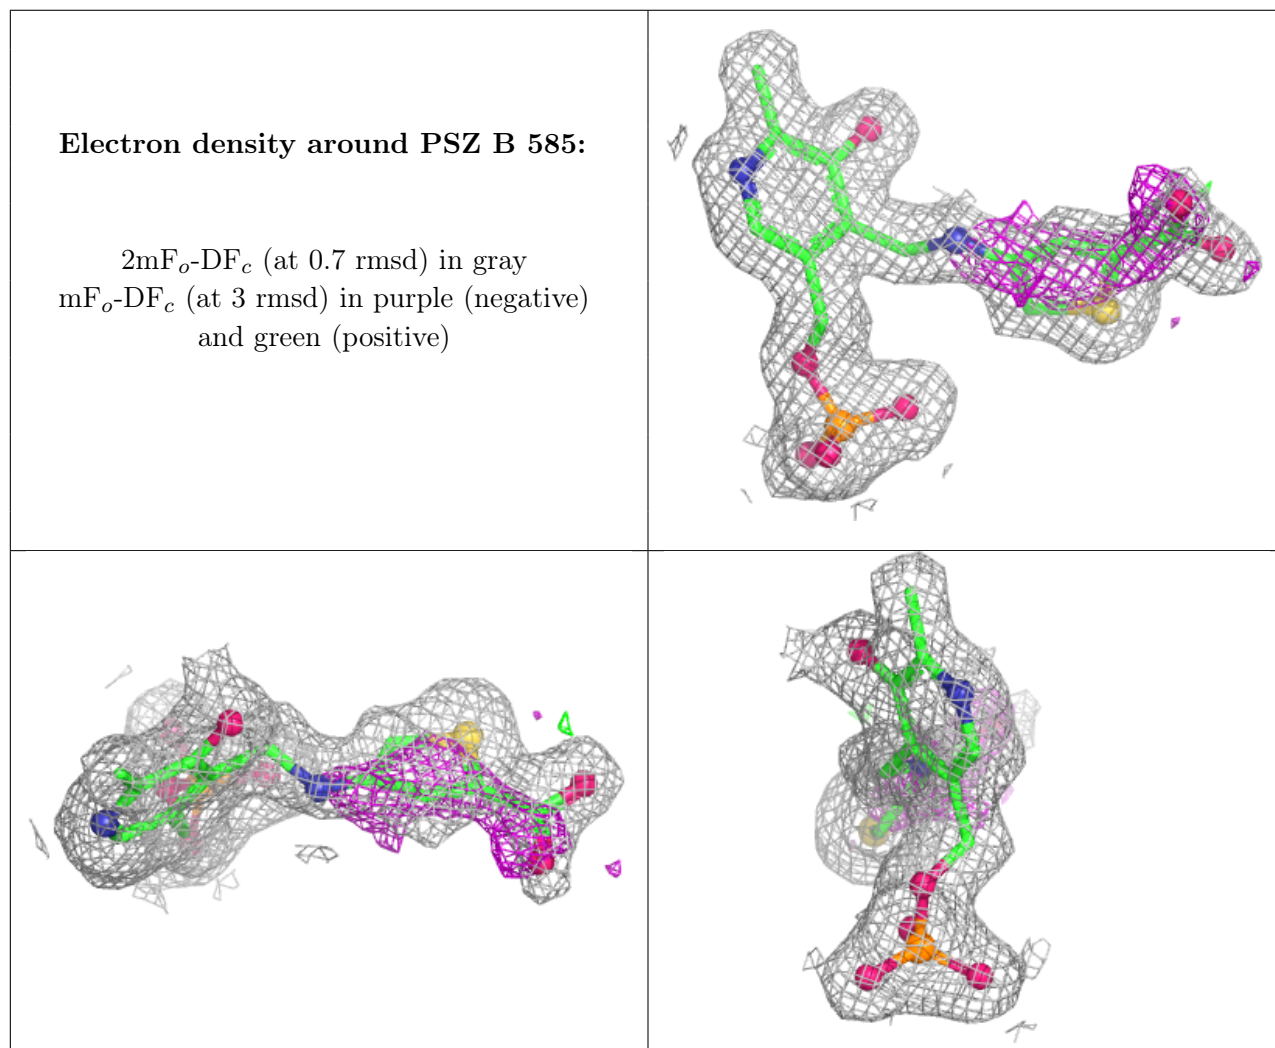 Electron density around PSZ B 585:
2mFo-DFc (at 0.7 rmsd) in gray
mFo-DFc (at 3 rmsd) in purple (negative)
and green (positive)